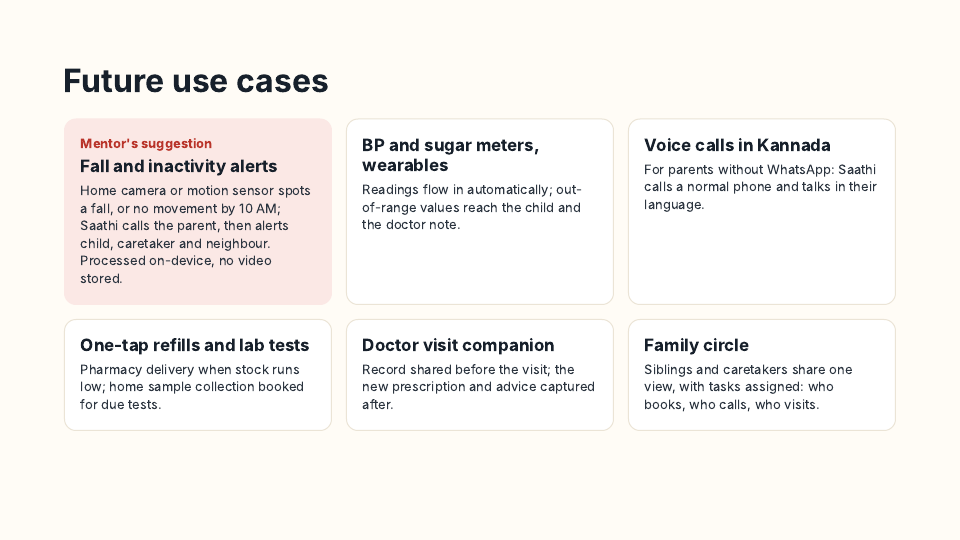 Future use cases
Mentor's suggestion
Fall and inactivity alerts
Home camera or motion sensor spots
a fall, or no movement by 10 AM;
Saathi calls the parent, then alerts
child, caretaker and neighbour.
Processed on-device, no video
stored.
BP and sugar meters,
wearables
Readings flow in automatically; out-
of-range values reach the child and
the doctor note.
Voice calls in Kannada
For parents without WhatsApp: Saathi
calls a normal phone and talks in their
language.
One-tap refills and lab tests
Pharmacy delivery when stock runs
low; home sample collection booked
for due tests.
Doctor visit companion
Record shared before the visit; the
new prescription and advice captured
after.
Family circle
Siblings and caretakers share one
view, with tasks assigned: who
books, who calls, who visits.